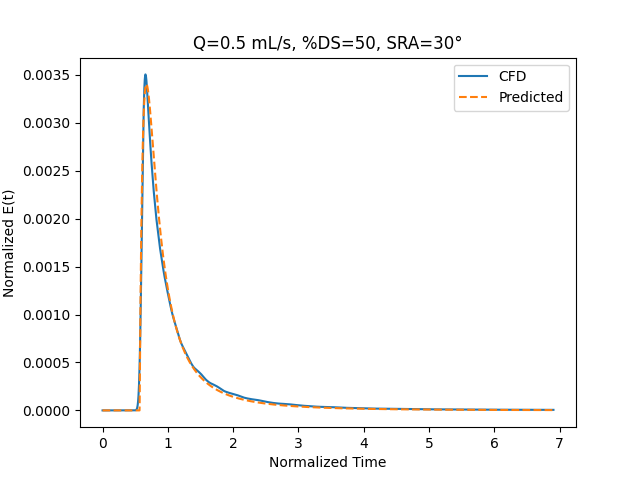 Q=0.5 mL/s, %DS=50, SRA=30°
CFD
Predicted
Normalized E(t)
0.0035
0.0030
0.0025
0.0020
0.0015
0.0010
0.0005
0.0000
0 1 2 3 4 5 6 7
Normalized Time